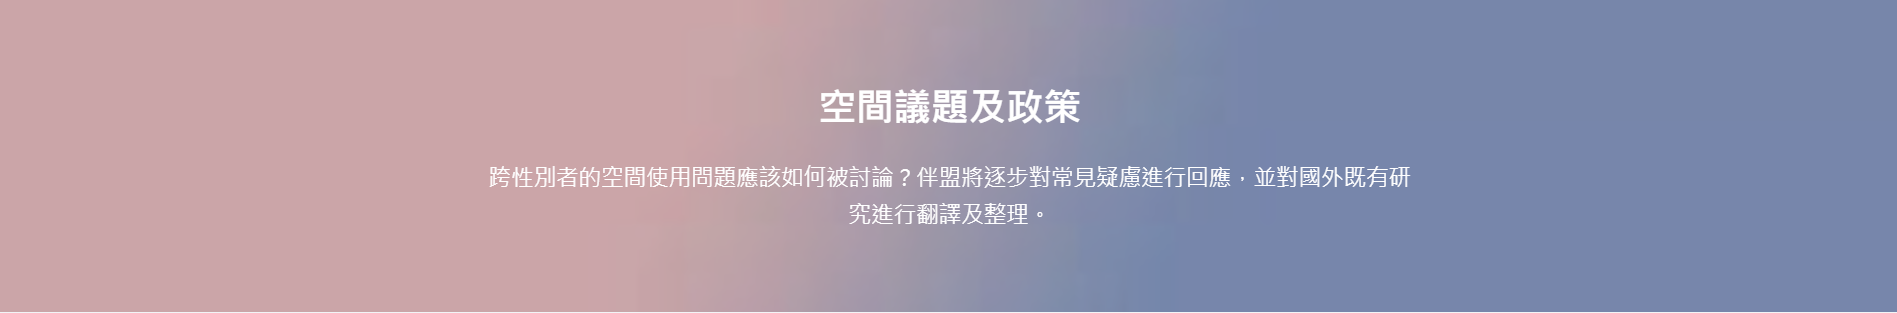 空間議題及政策
跨性別者的空間使用問題應該如何被討論？伴盟將逐步對常見疑慮進行回應，並對國外既有研
究進行翻譯及整理。